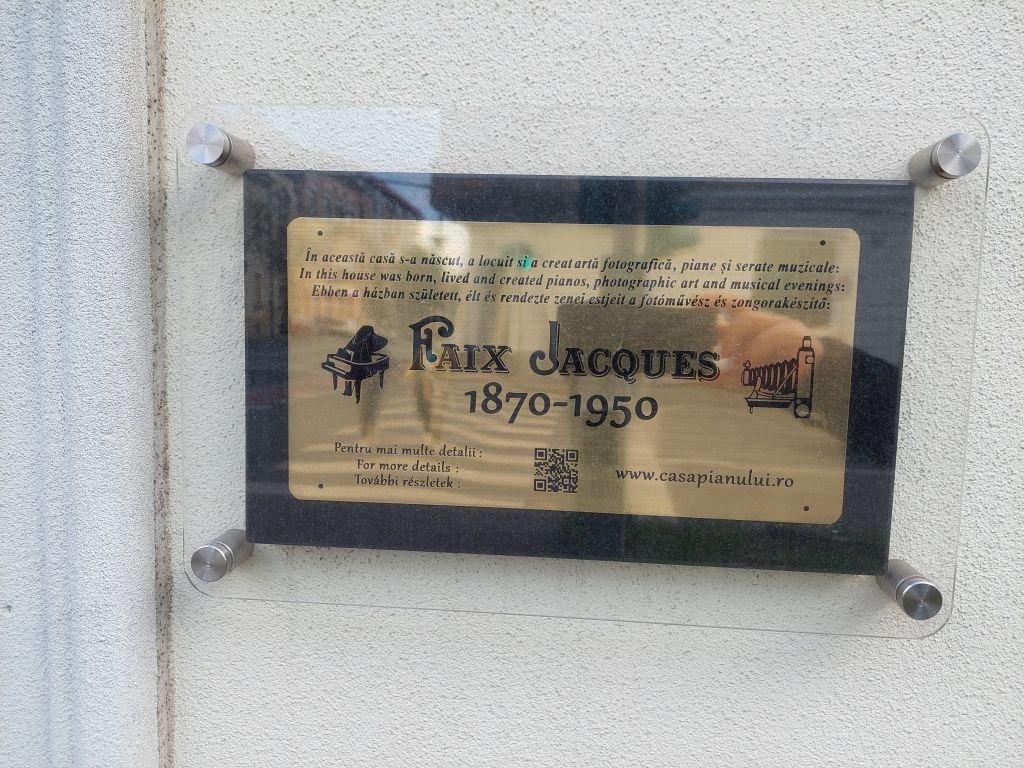 În această casă s-a născut, a locuit si a creat artă fotografică, piane și serate muzicale:
In this house was born, lived and created pianos, photographic art and musical evenings:
Ebben a házban született, élt és rendezte zenei estjeit a fotóművész és zongorakészítő:
FAIX JACQUES
1870-1950
Pentru mai multe detalii :
For more details :
További részletek :
www.casapianului.ro